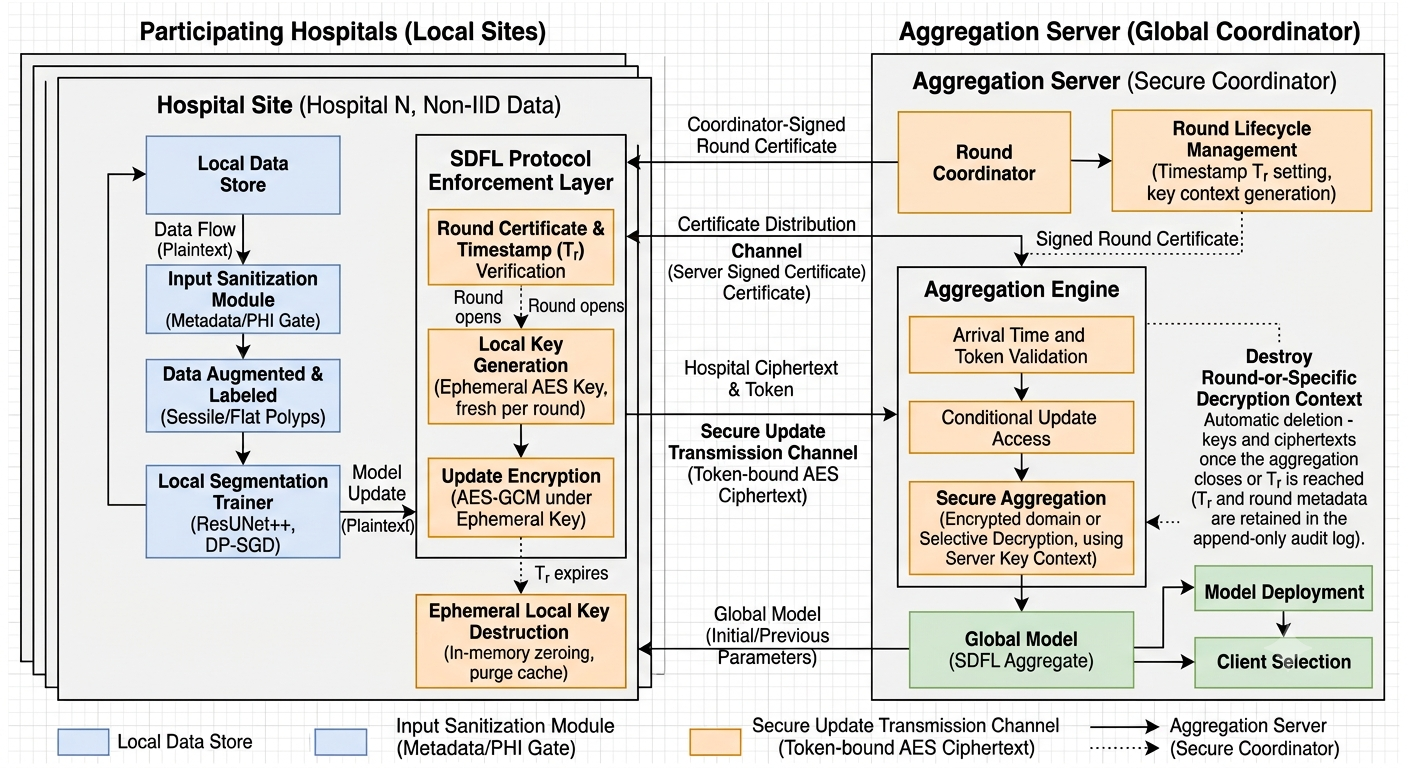 Participating Hospitals (Local Sites)
Hospital Site (Hospital N, Non-IID Data)
Local Data
Store
Data Flow
(Plaintext)
Input Sanitization
Module
(Metadata/PHI Gate)
Data Augmented &
Labeled
(Sessile/Flat Polyps)
Local Segmentation
Trainer
(ResUNet++,
DP-SGD)
Model
Update
(Plaintext)
SDFL Protocol
Enforcement Layer
Round Certificate &
Timestamp (Tr)
Verification
Round
opens
Round opens
Local Key
Generation
(Ephemeral AES Key,
fresh per round)
Update Encryption
(AES-GCM under
Ephemeral Key)
Tr expires
Ephemeral Local Key
Destruction
(In-memory zeroing,
purge cache)
Coordinator-Signed
Round Certificate
Certificate Distribution
Channel
(Server Signed Certificate)
Certificate)
Hospital Ciphertext
& Token
Secure Update
Transmission Channel
(Token-bound AES
Ciphertext)
Global Model
(Initial/Previous
Parameters)
Aggregation Server (Global Coordinator)
Aggregation Server (Secure Coordinator)
Round
Coordinator
Round Lifecycle
Management
(Timestamp Tr setting,
key context generation)
Signed Round Certificate
Aggregation Engine
Arrival Time and
Token Validation
Conditional Update
Access
Secure Aggregation
(Encrypted domain or
Selective Decryption, using
Server Key Context)
Destroy
Round-or-Specific
Decryption Context
Automatic deletion -
keys and ciphertexts
once the aggregation
closes or Tr is reached
(Tr and round metadata
are retained in the
append-only audit log).
Global Model
(SDFL Aggregate)
Model Deployment
Client Selection
Local Data Store
Input Sanitization Module
(Metadata/PHI Gate)
Secure Update Transmission Channel
(Token-bound AES Ciphertext)
Aggregation Server
(Secure Coordinator)